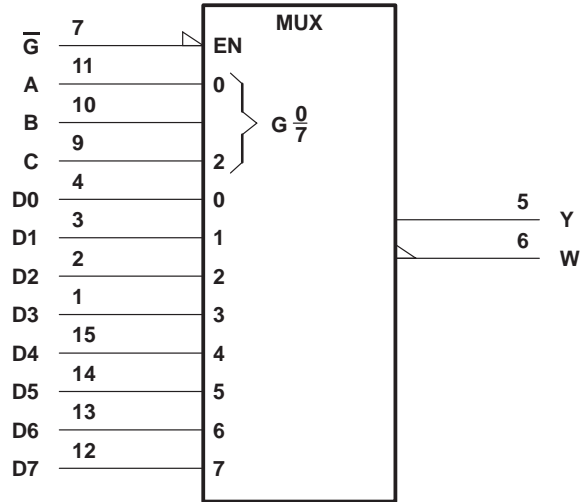 MUX
G̅ 7 EN
A 11 0
B 10 G 0/7
C 9 2
D0 4 0
D1 3 1
5 Y
D2 2 2
6 W
D3 1 3
D4 15 4
D5 14 5
D6 13 6
D7 12 7